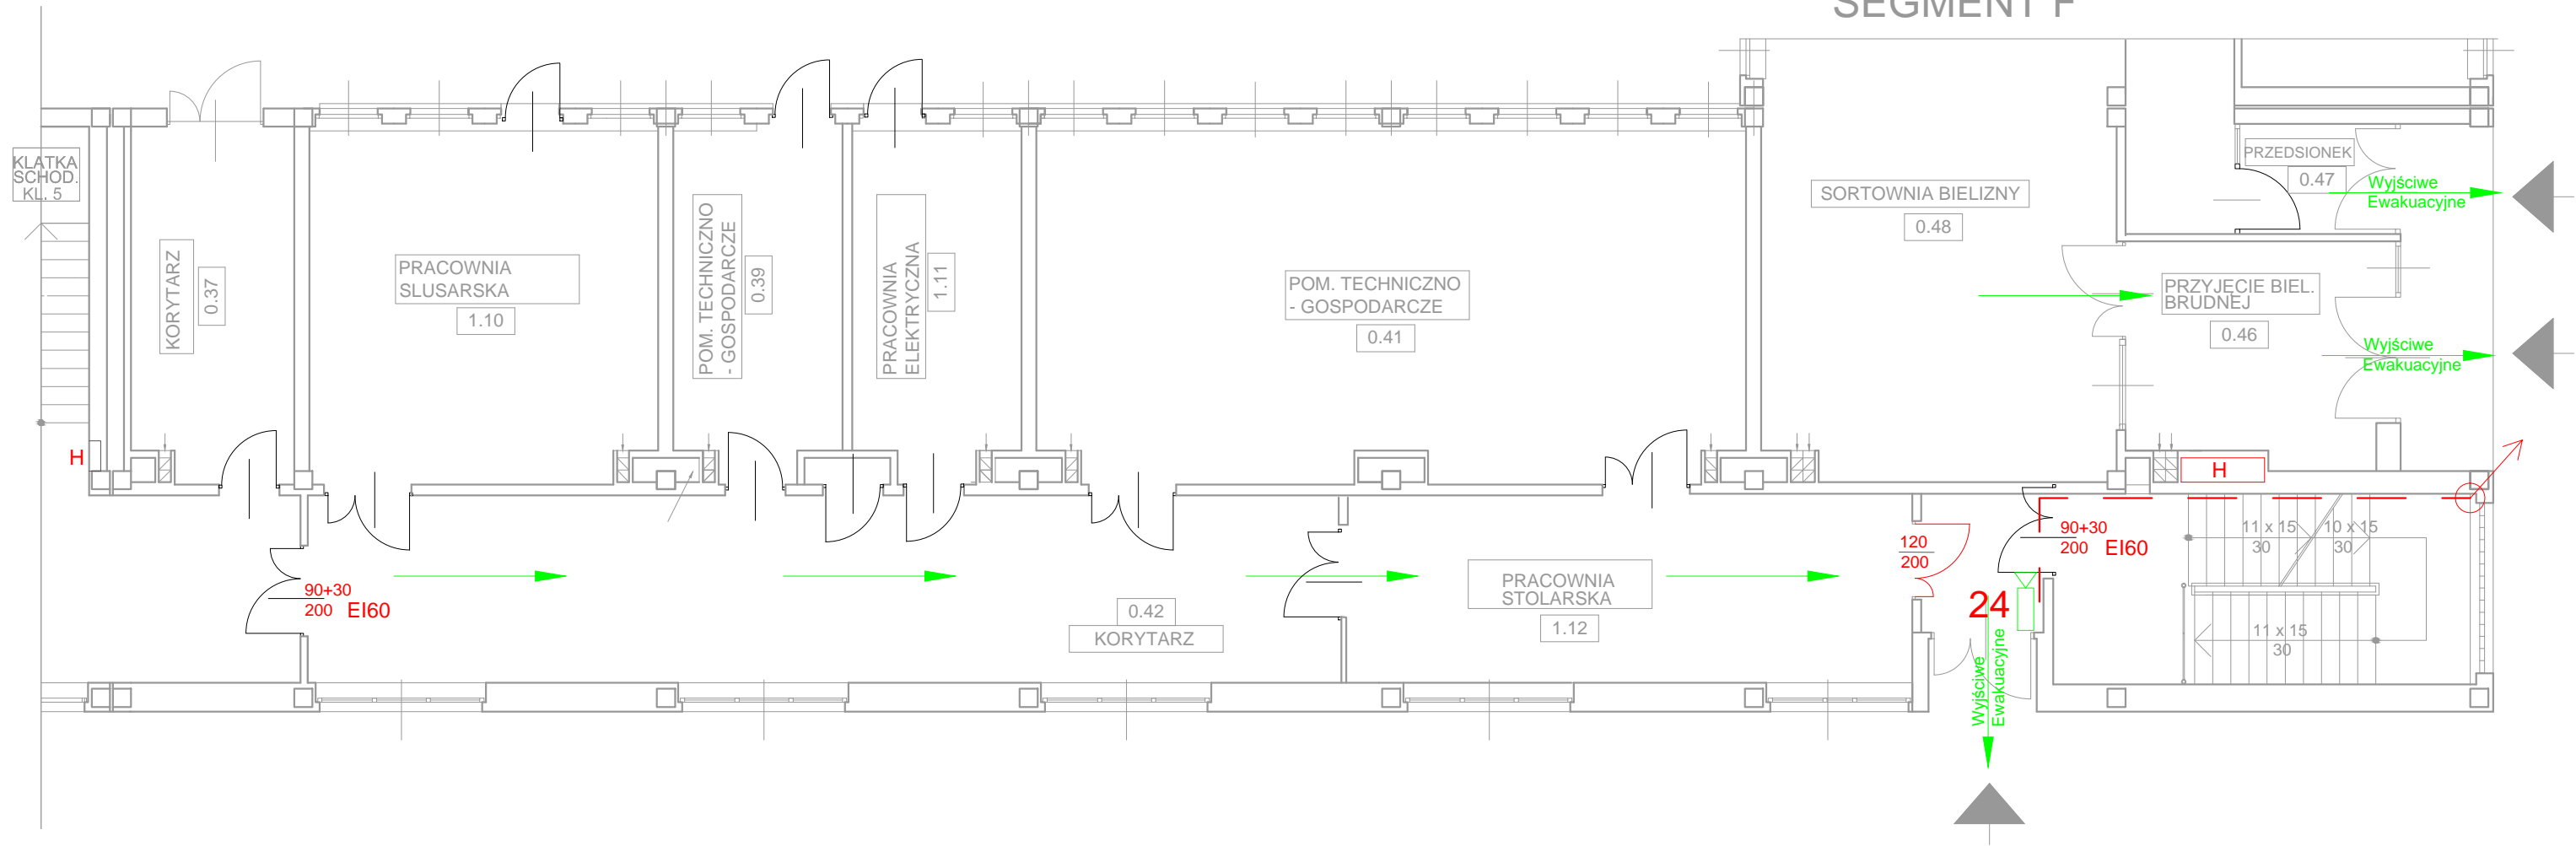 SEGMENT F
KLATKA
SCHOD.
KL. 5
KORYTARZ
0.37
PRACOWNIA
SLUSARSKA
1.10
POM. TECHNICZNO
- GOSPODARCZE
0.39
PRACOWNIA
ELEKTRYCZNA
1.11
POM. TECHNICZNO
- GOSPODARCZE
0.41
SORTOWNIA BIELIZNY
0.48
PRZEDSIONEK
0.47
Wyjściwe
Ewakuacyjne
PRZYJĘCIE BIEL.
BRUDNEJ
0.46
Wyjściwe
Ewakuacyjne
H
H
90+30
200 EI60
0.42
KORYTARZ
PRACOWNIA
STOLARSKA
1.12
120
200
24
90+30
200 EI60
Wyjściwe
Ewakuacyjne
11 x 15
30
10 x 15
30
11 x 15
30